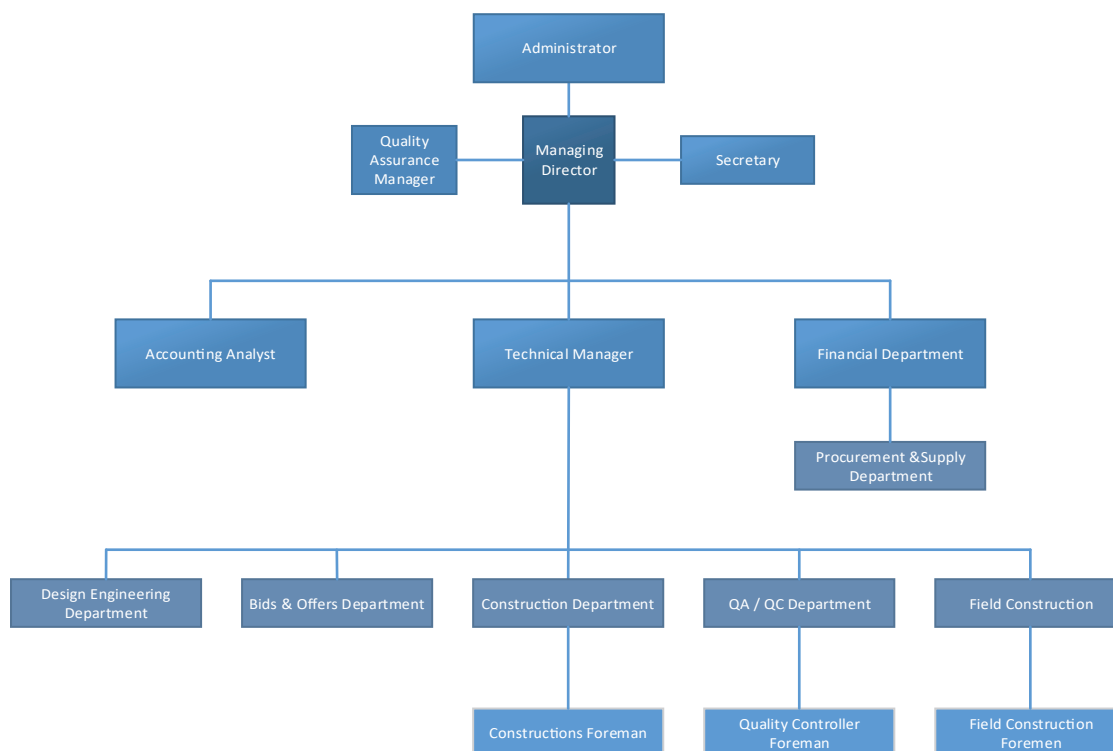 Administrator
Quality
Assurance
Manager
Managing
Director
Secretary
Accounting Analyst
Technical Manager
Financial Department
Procurement &Supply
Department
Design Engineering
Department
Bids & Offers Department
Construction Department
QA / QC Department
Field Construction
Constructions Foreman
Quality Controller
Foreman
Field Construction
Foremen